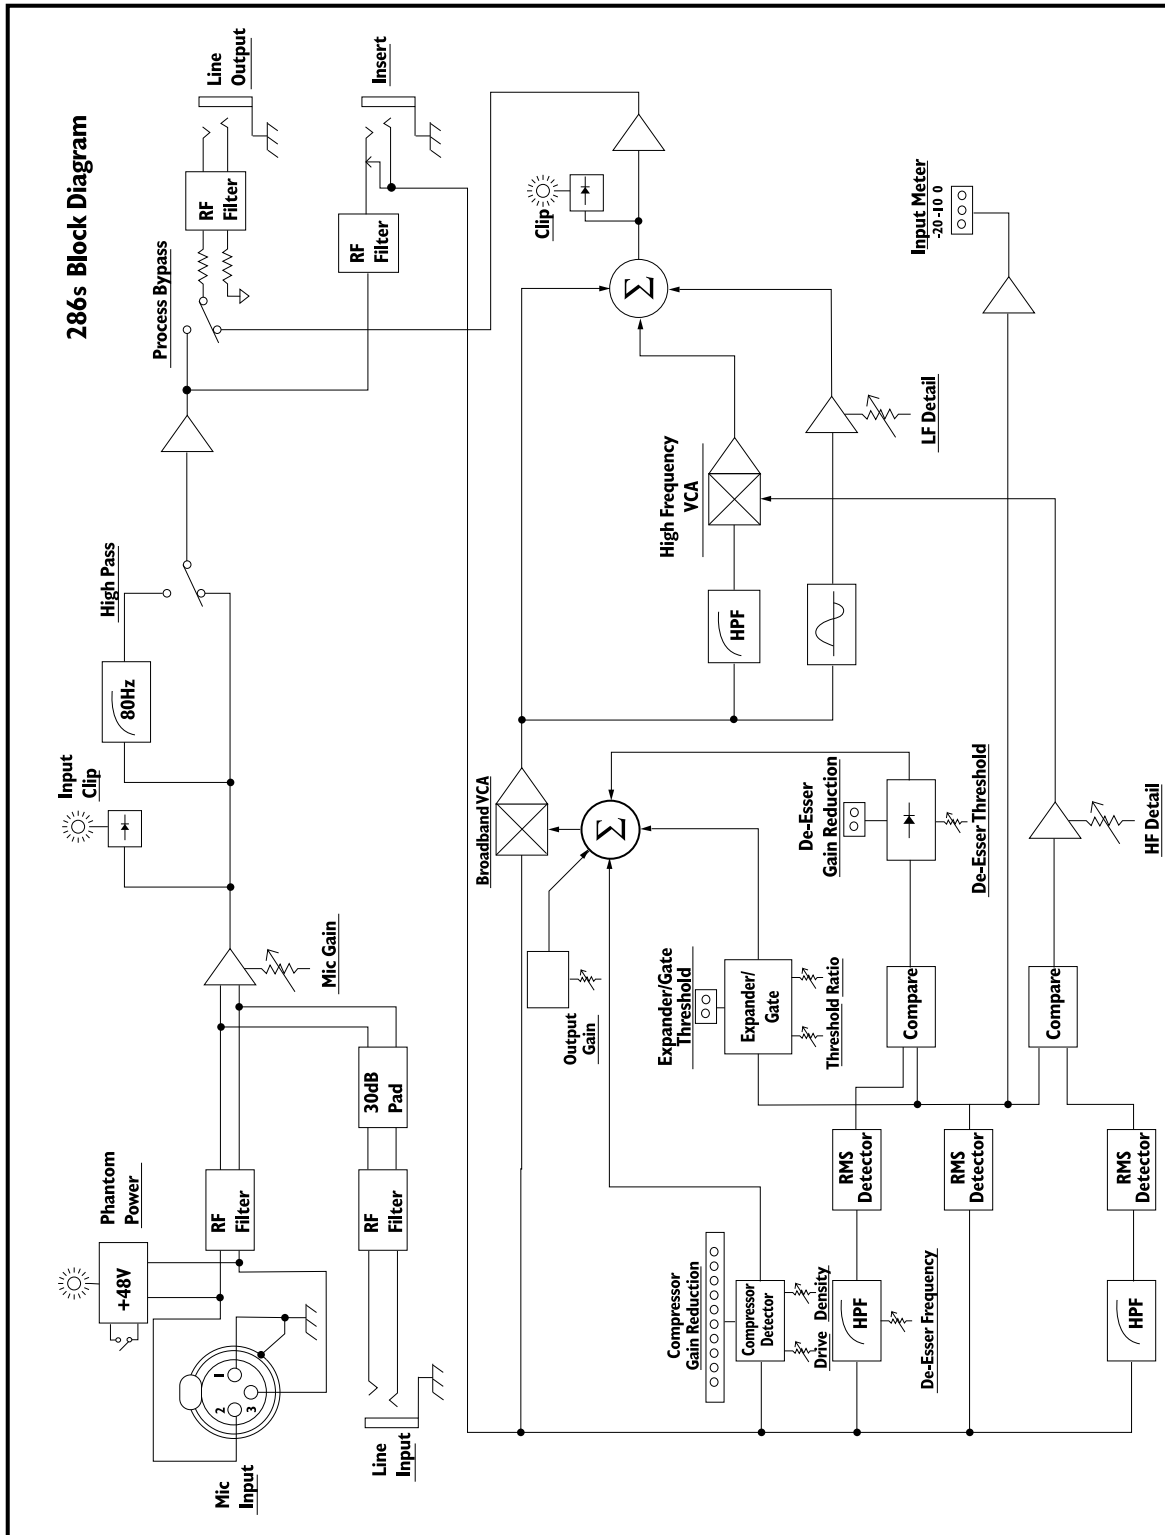 286s Block Diagram
Mic
Input
1
2
3
Phantom
Power
+48V
RF
Filter
Line
Input
RF
Filter
30dB
Pad
Mic Gain
Input
Clip
80Hz
High Pass
Process Bypass
RF
Filter
Line
Output
RF
Filter
Insert
Compressor
Gain Reduction
Compressor
Detector
Drive Density
HPF
De-Esser Frequency
RMS
Detector
RMS
Detector
HPF
RMS
Detector
Output
Gain
Expander/Gate
Threshold
Expander/
Gate
Threshold Ratio
Compare
Compare
Broadband VCA
Σ
De-Esser
Gain Reduction
De-Esser Threshold
HF Detail
HPF
High Frequency
VCA
LF Detail
Σ
Clip
Input Meter
-20 -10 0